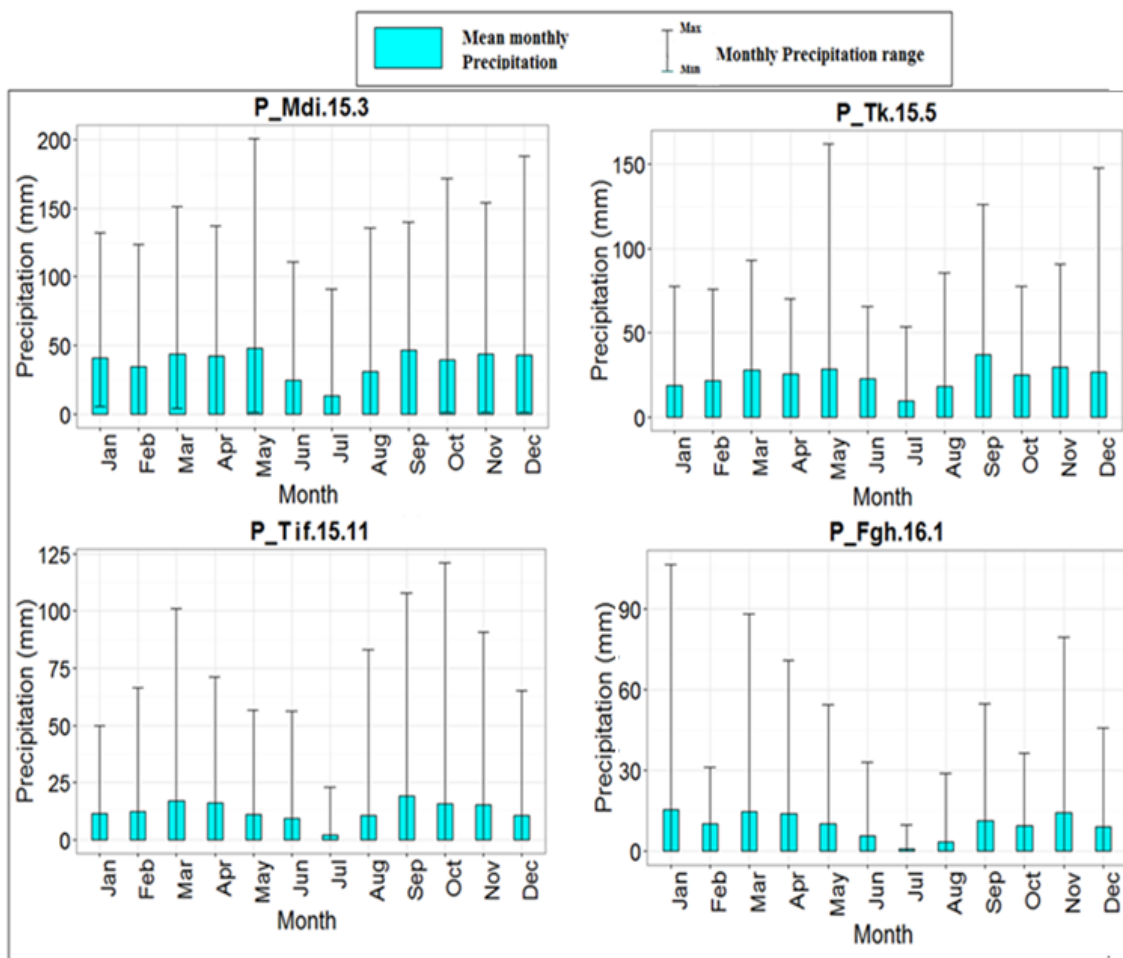 Mean monthly
Precipitation
Max
Min
Monthly Precipitation range
P_Mdi.15.3
Precipitation (mm)
200
150
100
50
0
Jan Feb Mar Apr May Jun Jul Aug Sep Oct Nov Dec
Month
P_Tk.15.5
Precipitation (mm)
150
100
50
0
Jan Feb Mar Apr May Jun Jul Aug Sep Oct Nov Dec
Month
P_Tif.15.11
Precipitation (mm)
125
100
75
50
25
0
Jan Feb Mar Apr May Jun Jul Aug Sep Oct Nov Dec
Month
P_Fgh.16.1
Precipitation (mm)
90
60
30
0
Jan Feb Mar Apr May Jun Jul Aug Sep Oct Nov Dec
Month